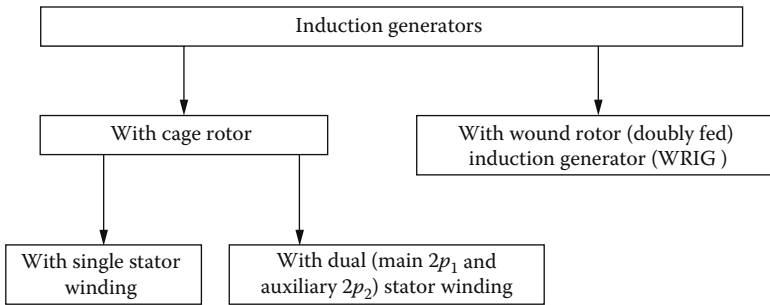 Induction generators
With cage rotor
With wound rotor (doubly fed)
induction generator (WRIG )
With single stator
winding
With dual (main 2p₁ and
auxiliary 2p₂) stator winding